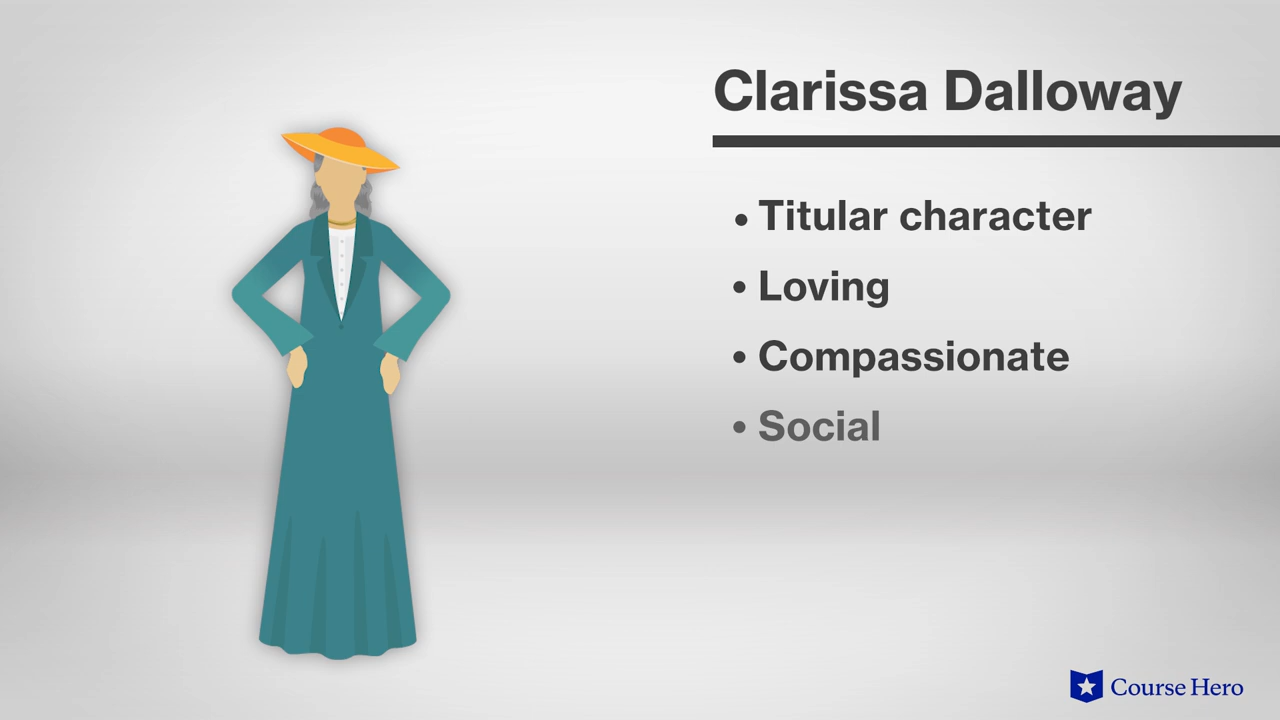 Clarissa Dalloway
• Titular character
• Loving
• Compassionate
• Social
Course Hero